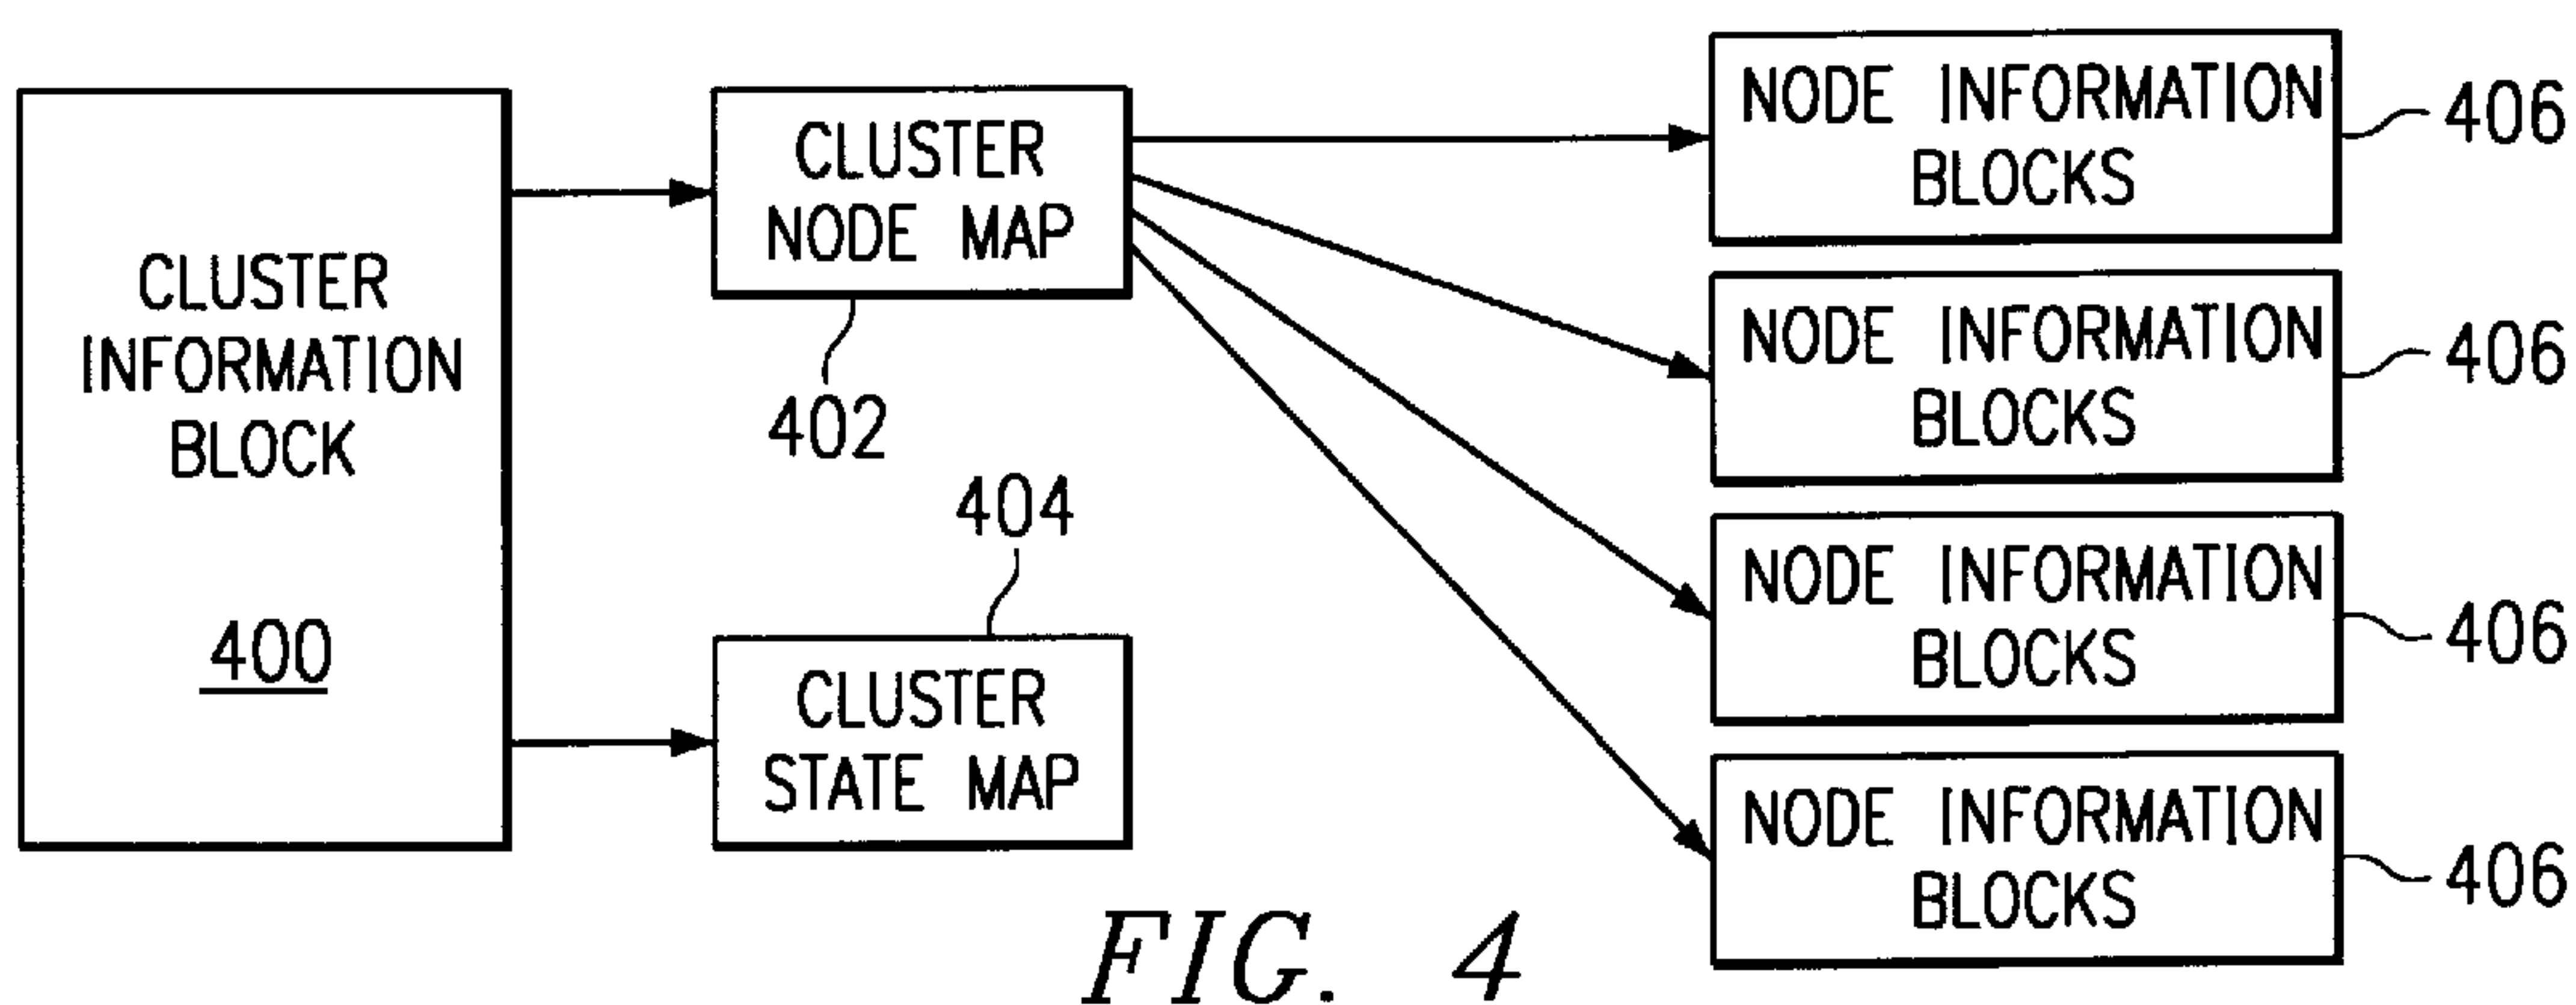 CLUSTER
INFORMATION
BLOCK
400
CLUSTER
NODE MAP
402
404
CLUSTER
STATE MAP
NODE INFORMATION
BLOCKS
406
NODE INFORMATION
BLOCKS
406
NODE INFORMATION
BLOCKS
406
NODE INFORMATION
BLOCKS
406
FIG. 4